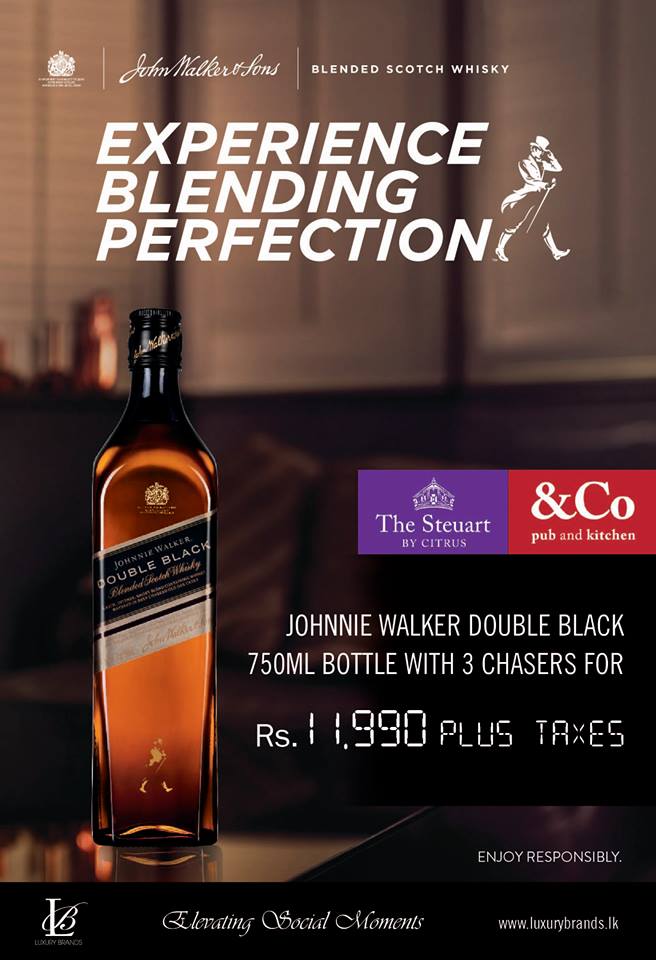 John Walker & Sons
BLENDED SCOTCH WHISKY
EXPERIENCE
BLENDING
PERFECTION
JOHNNIE WALKER
DOUBLE BLACK
Blended Scotch Whisky
The Steuart
BY CITRUS
&Co
pub and kitchen
JOHNNIE WALKER DOUBLE BLACK
750ML BOTTLE WITH 3 CHASERS FOR
Rs. 11,990 PLUS TAXES
ENJOY RESPONSIBLY.
LB
LUXURY BRANDS
Elevating Social Moments
www.luxurybrands.lk